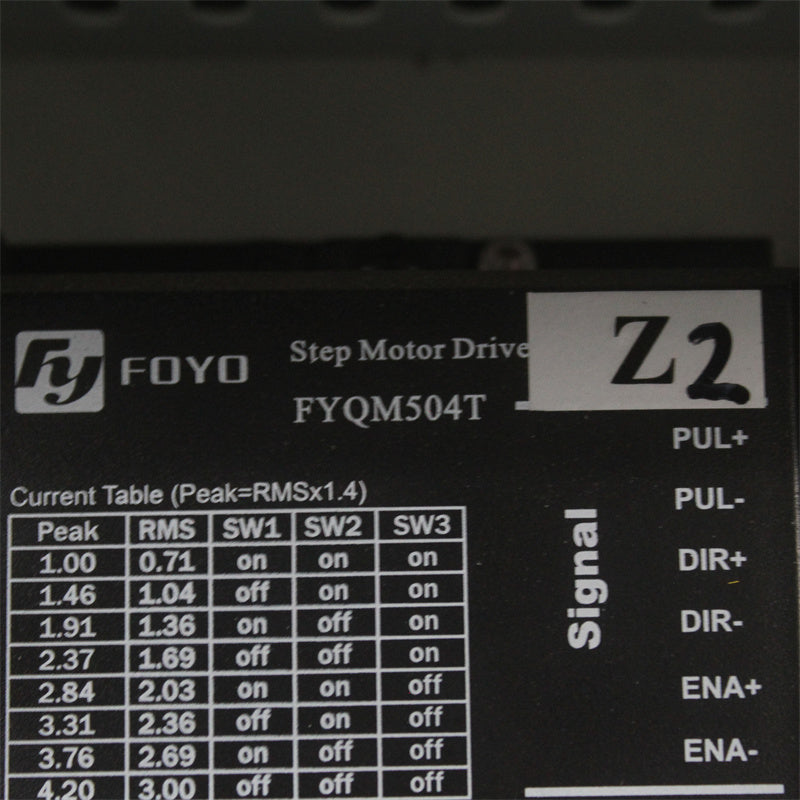 Fy FOYO
Step Motor Drive
FYQM504T
Z2
Current Table (Peak=RMSx1.4)
Peak RMS SW1 SW2 SW3
1.00 0.71 on on on
1.46 1.04 off on on
1.91 1.36 on off on
2.37 1.69 off off on
2.84 2.03 on on off
3.31 2.36 off on off
3.76 2.69 on off off
4.20 3.00 off off off
Signal
PUL+
PUL-
DIR+
DIR-
ENA+
ENA-